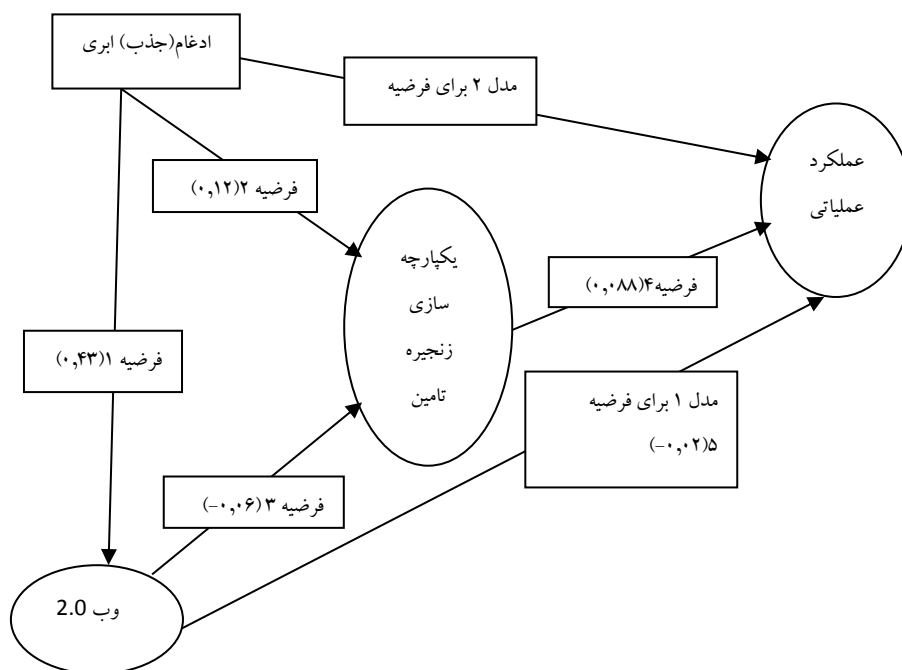 ادغام(جذب) ابری
مدل ۲ برای فرضیه
عملکرد
عملیاتی
فرضیه ۲(۰,۱۲)
یکپارچه
سازی
زنجیره
تامین
فرضیه۴(۰,۰۸۸)
فرضیه ۱(۰,۴۳)
مدل ۱ برای فرضیه
۵(-۰,۰۲)
فرضیه ۳ (-۰,۰۶)
وب 2.0